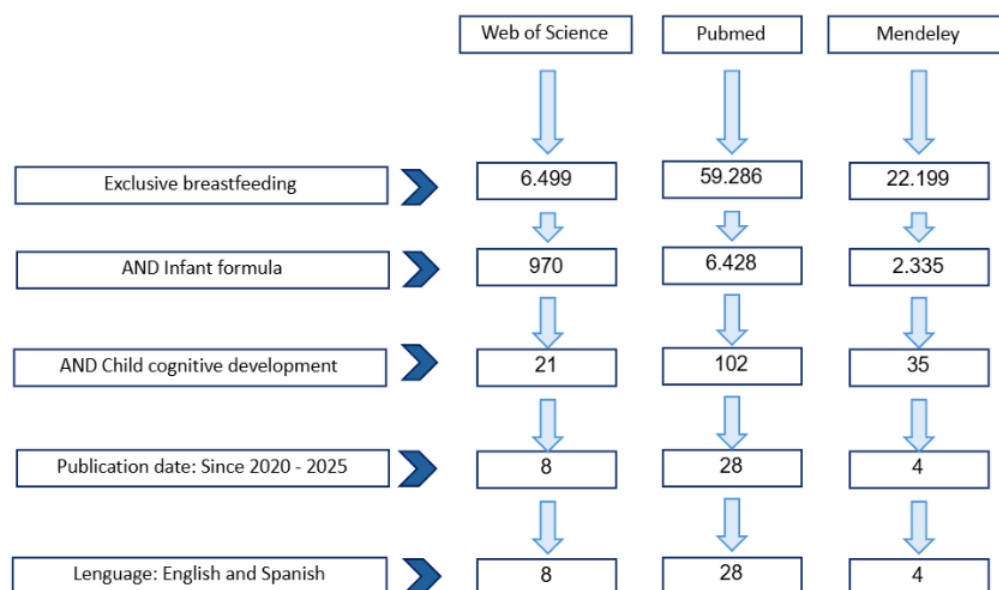 Web of Science Pubmed Mendeley
Exclusive breastfeeding 6.499 59.286 22.199
AND Infant formula 970 6.428 2.335
AND Child cognitive development 21 102 35
Publication date: Since 2020 - 2025 8 28 4
Lenguage: English and Spanish 8 28 4